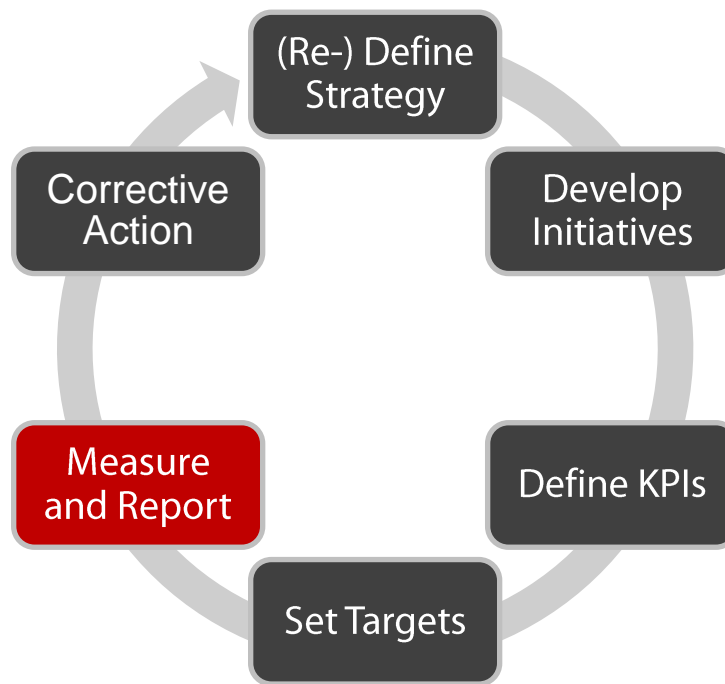 (Re-) Define
Strategy
Develop
Initiatives
Define KPIs
Set Targets
Measure
and Report
Corrective
Action